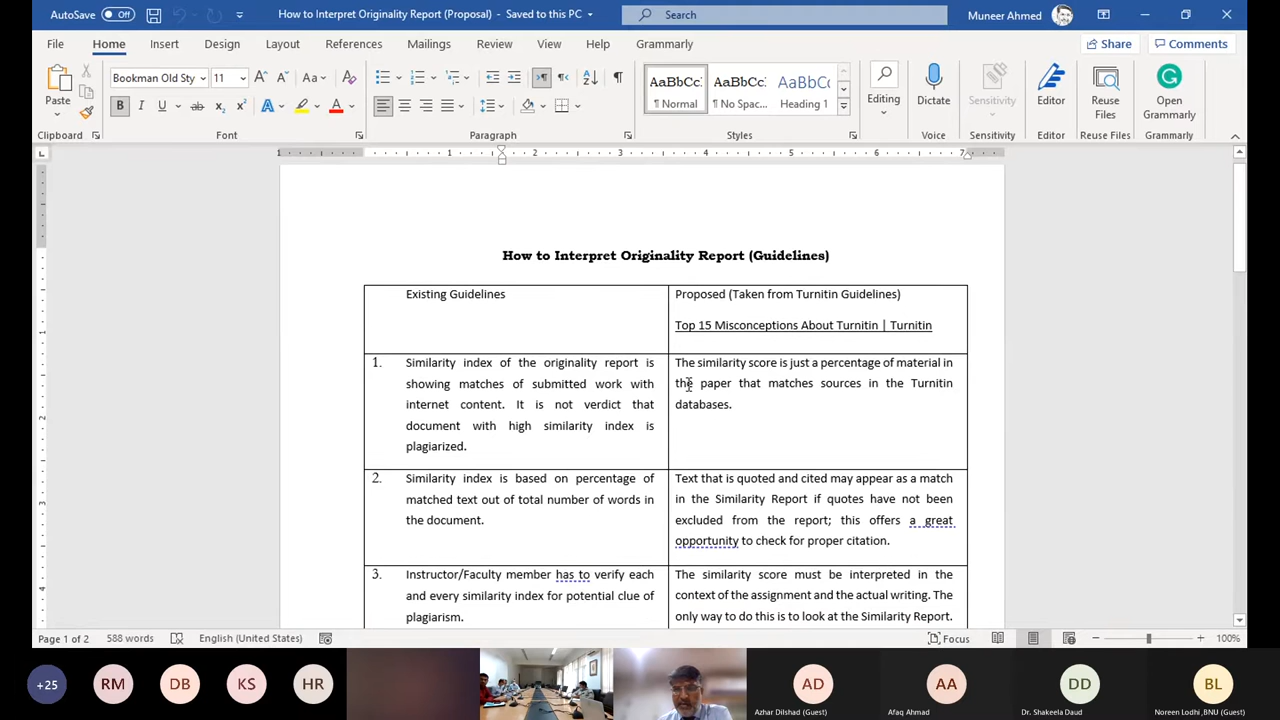 AutoSave Off
How to Interpret Originality Report (Proposal) - Saved to this PC
Search
Muneer Ahmed
File Home Insert Design Layout References Mailings Review View Help Grammarly
Share Comments
Bookman Old Sty 11
Paste
AaBbCc AaBbCc AaBbCc
¶ Normal ¶ No Spac... Heading 1
Editing Dictate Sensitivity Editor Reuse Files Open Grammarly
Clipboard Font Paragraph Styles Voice Sensitivity Editor Reuse Files Grammarly
How to Interpret Originality Report (Guidelines)
Existing Guidelines
Proposed (Taken from Turnitin Guidelines)
Top 15 Misconceptions About Turnitin | Turnitin
1. Similarity index of the originality report is
showing matches of submitted work with
internet content. It is not verdict that
document with high similarity index is
plagiarized.
The similarity score is just a percentage of material in
the paper that matches sources in the Turnitin
databases.
2. Similarity index is based on percentage of
matched text out of total number of words in
the document.
Text that is quoted and cited may appear as a match
in the Similarity Report if quotes have not been
excluded from the report; this offers a great
opportunity to check for proper citation.
3. Instructor/Faculty member has to verify each
and every similarity index for potential clue of
plagiarism.
The similarity score must be interpreted in the
context of the assignment and the actual writing. The
only way to do this is to look at the Similarity Report.
Page 1 of 2 588 words English (United States) Focus 100%
+25 RM DB KS HR AD AA DD BL
Azhar Dilshad (Guest) Afaq Ahmad Dr. Shakeela Daud Noreen Lodhi ,BNU (Guest)